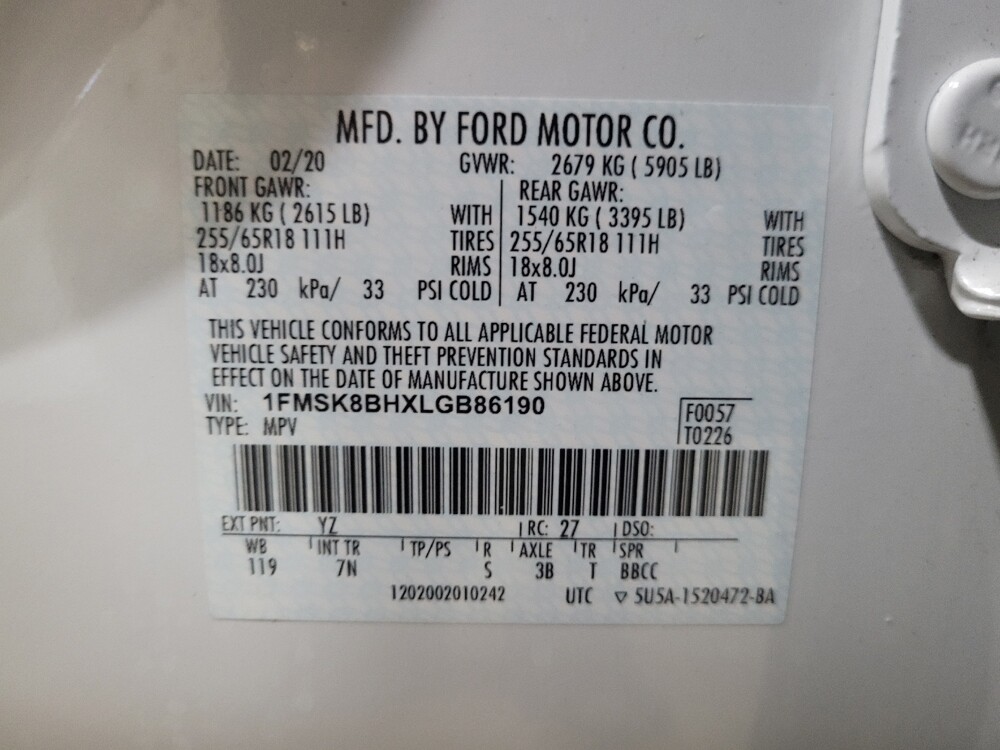 MFD. BY FORD MOTOR CO.
DATE: 02/20 GVWR: 2679 KG ( 5905 LB)
FRONT GAWR: REAR GAWR:
1186 KG ( 2615 LB) WITH 1540 KG ( 3395 LB) WITH
255/65R18 111H TIRES 255/65R18 111H TIRES
18x8.0J RIMS 18x8.0J RIMS
AT 230 kPa/ 33 PSI COLD AT 230 kPa/ 33 PSI COLD
THIS VEHICLE CONFORMS TO ALL APPLICABLE FEDERAL MOTOR
VEHICLE SAFETY AND THEFT PREVENTION STANDARDS IN
EFFECT ON THE DATE OF MANUFACTURE SHOWN ABOVE.
VIN: 1FMSK8BHXLGB86190 F0057
TYPE: MPV T0226
EXT PNT: YZ RC: 27 DSO:
WB INT TR TP/PS R AXLE TR SPR
119 7N S 3B T BBCC
1202002010242 UTC ▽ 5U5A-1520472-BA